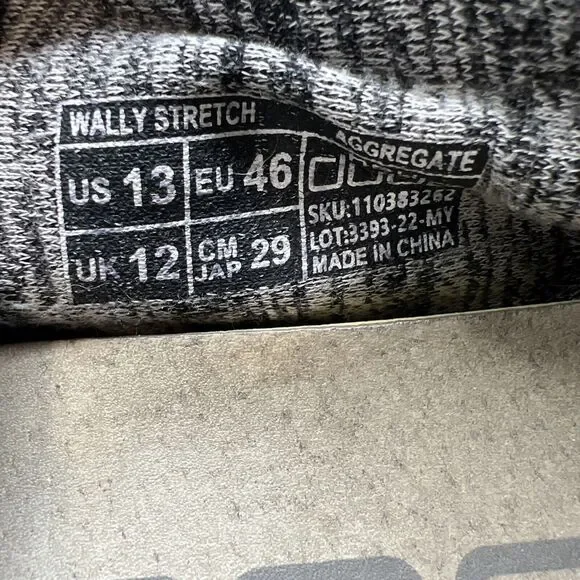 WALLY STRETCH
AGGREGATE
US 13
EU 46
UK 12
CM JAP 29
SKU:110383262
LOT:3393-22-MY
MADE IN CHINA